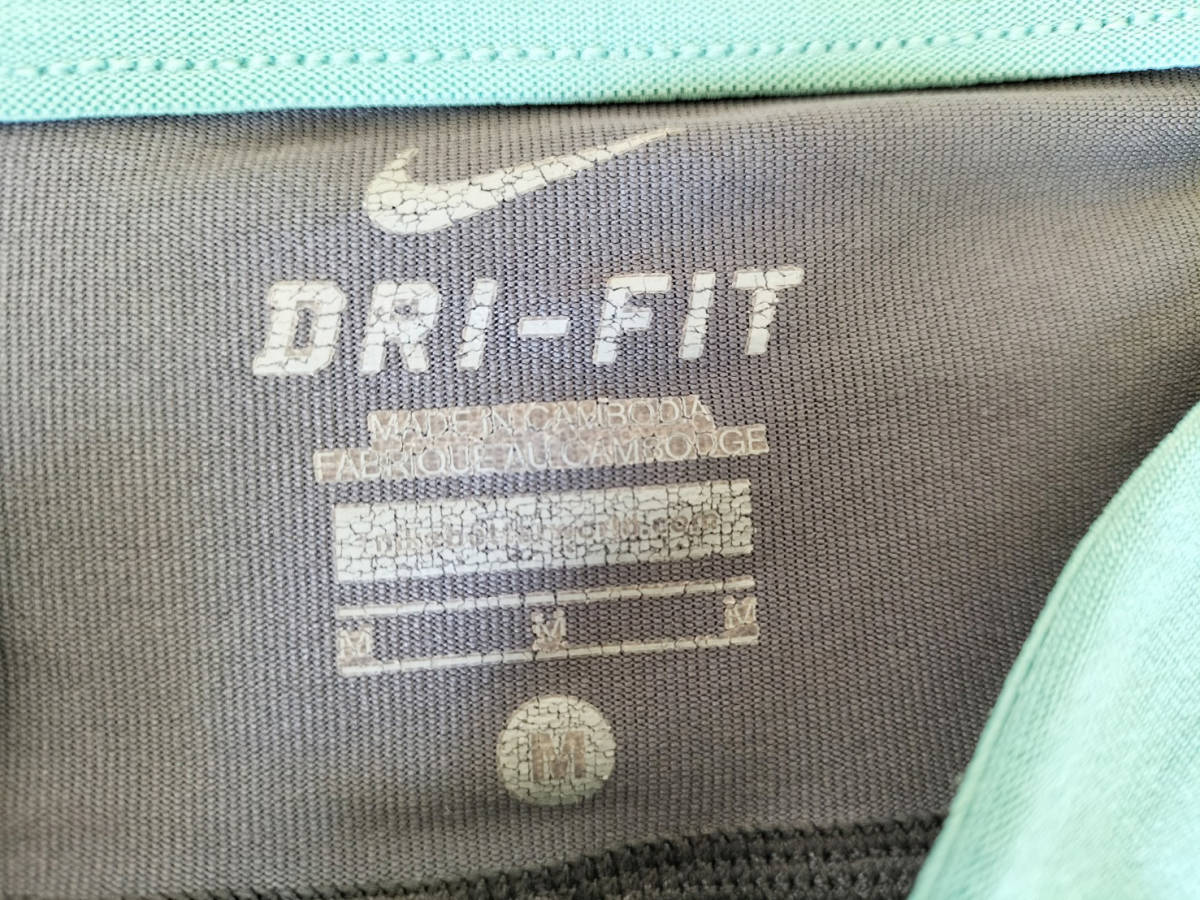 DRI-FIT
MADE IN CAMBODIA
FABRIQUE AU CAMBODGE
M M M
M